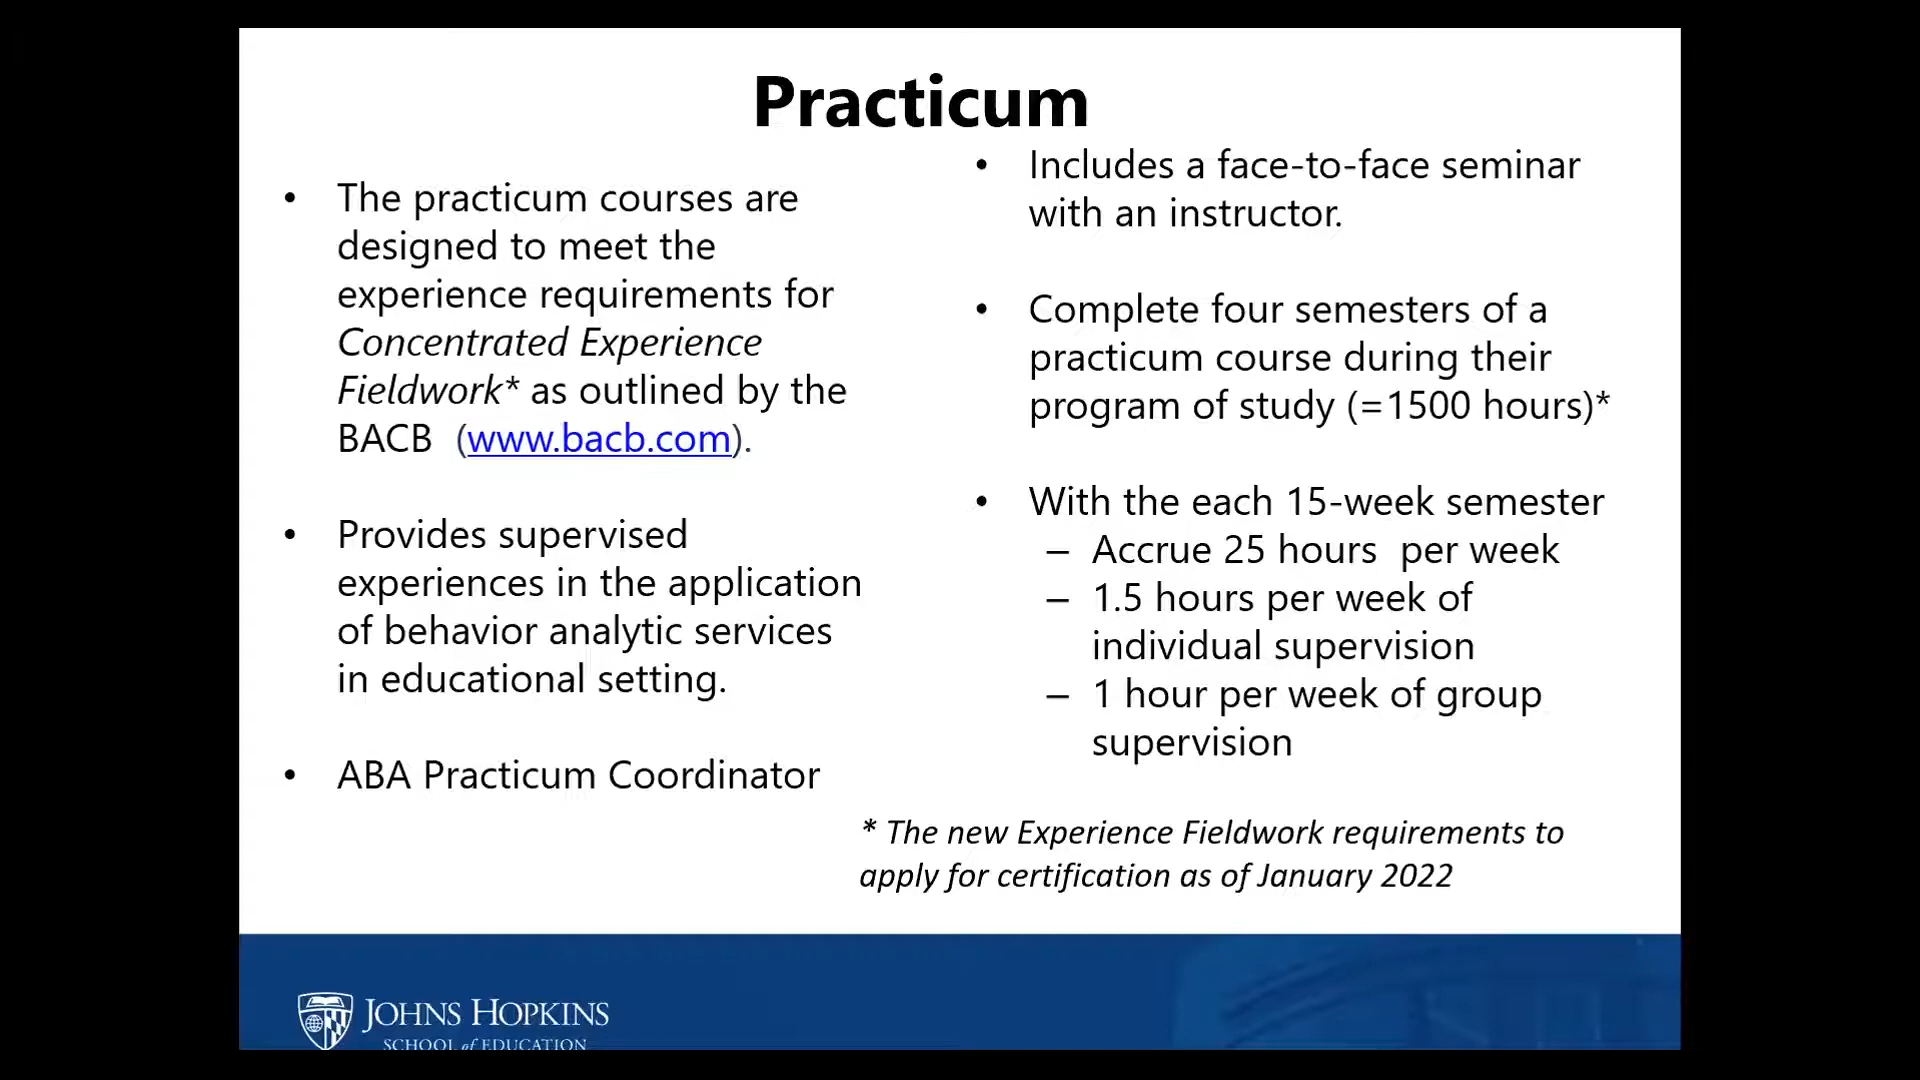 Practicum
• The practicum courses are
designed to meet the
experience requirements for
Concentrated Experience
Fieldwork* as outlined by the
BACB (www.bacb.com).
• Provides supervised
experiences in the application
of behavior analytic services
in educational setting.
• ABA Practicum Coordinator
• Includes a face-to-face seminar
with an instructor.
• Complete four semesters of a
practicum course during their
program of study (=1500 hours)*
• With the each 15-week semester
– Accrue 25 hours per week
– 1.5 hours per week of
individual supervision
– 1 hour per week of group
supervision
* The new Experience Fieldwork requirements to
apply for certification as of January 2022
JOHNS HOPKINS
SCHOOL of EDUCATION